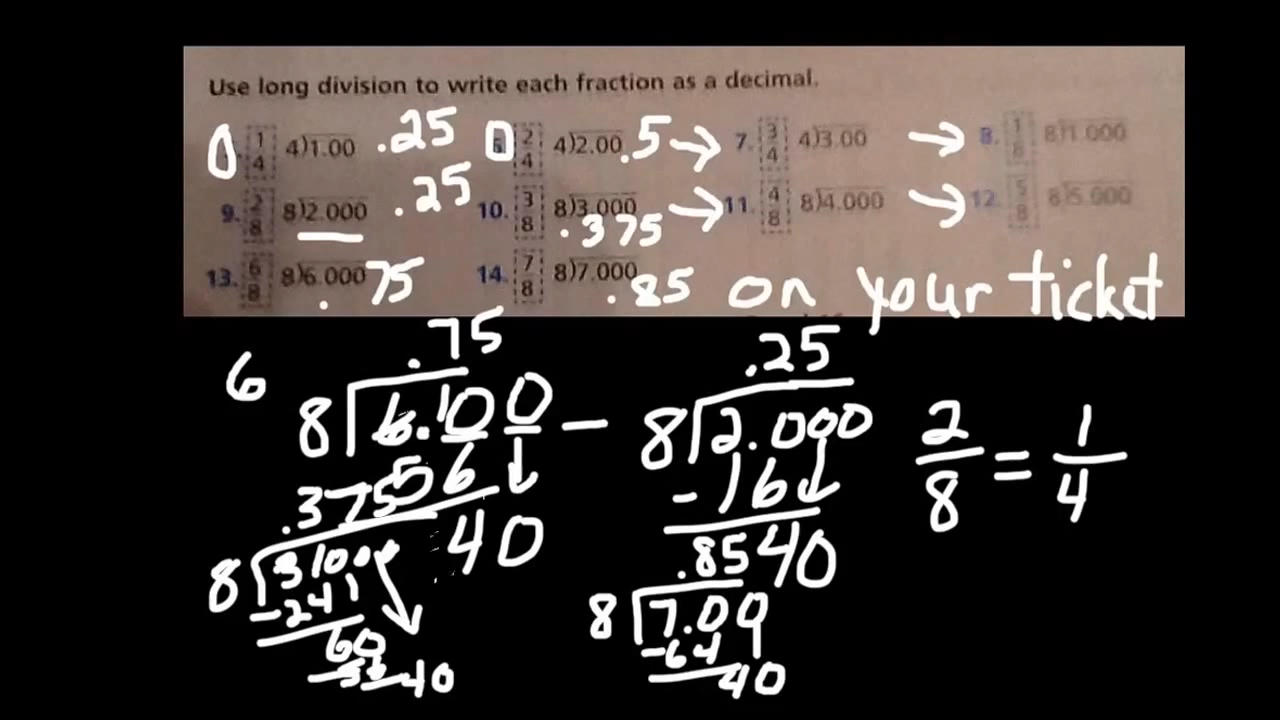 Use long division to write each fraction as a decimal.
1/4 4)1.00 .25 2/4 4)2.00 .5 → 7. 3/4 4)3.00 → 8. 1/8 8)1.000
9. 2/8 8)2.000 .25 10. 3/8 8)3.000 .375 → 11. 4/8 8)4.000 → 12. 5/8 8)5.000
13. 6/8 8)6.000 .75 14. 7/8 8)7.000 .85 on your ticket
.75 .25
6 8)6.100 – 8)2.000 2/8 = 1/4
56 -16
40 40
.375 .85
8)3100 8)7.00
-24 -64
60 40
40